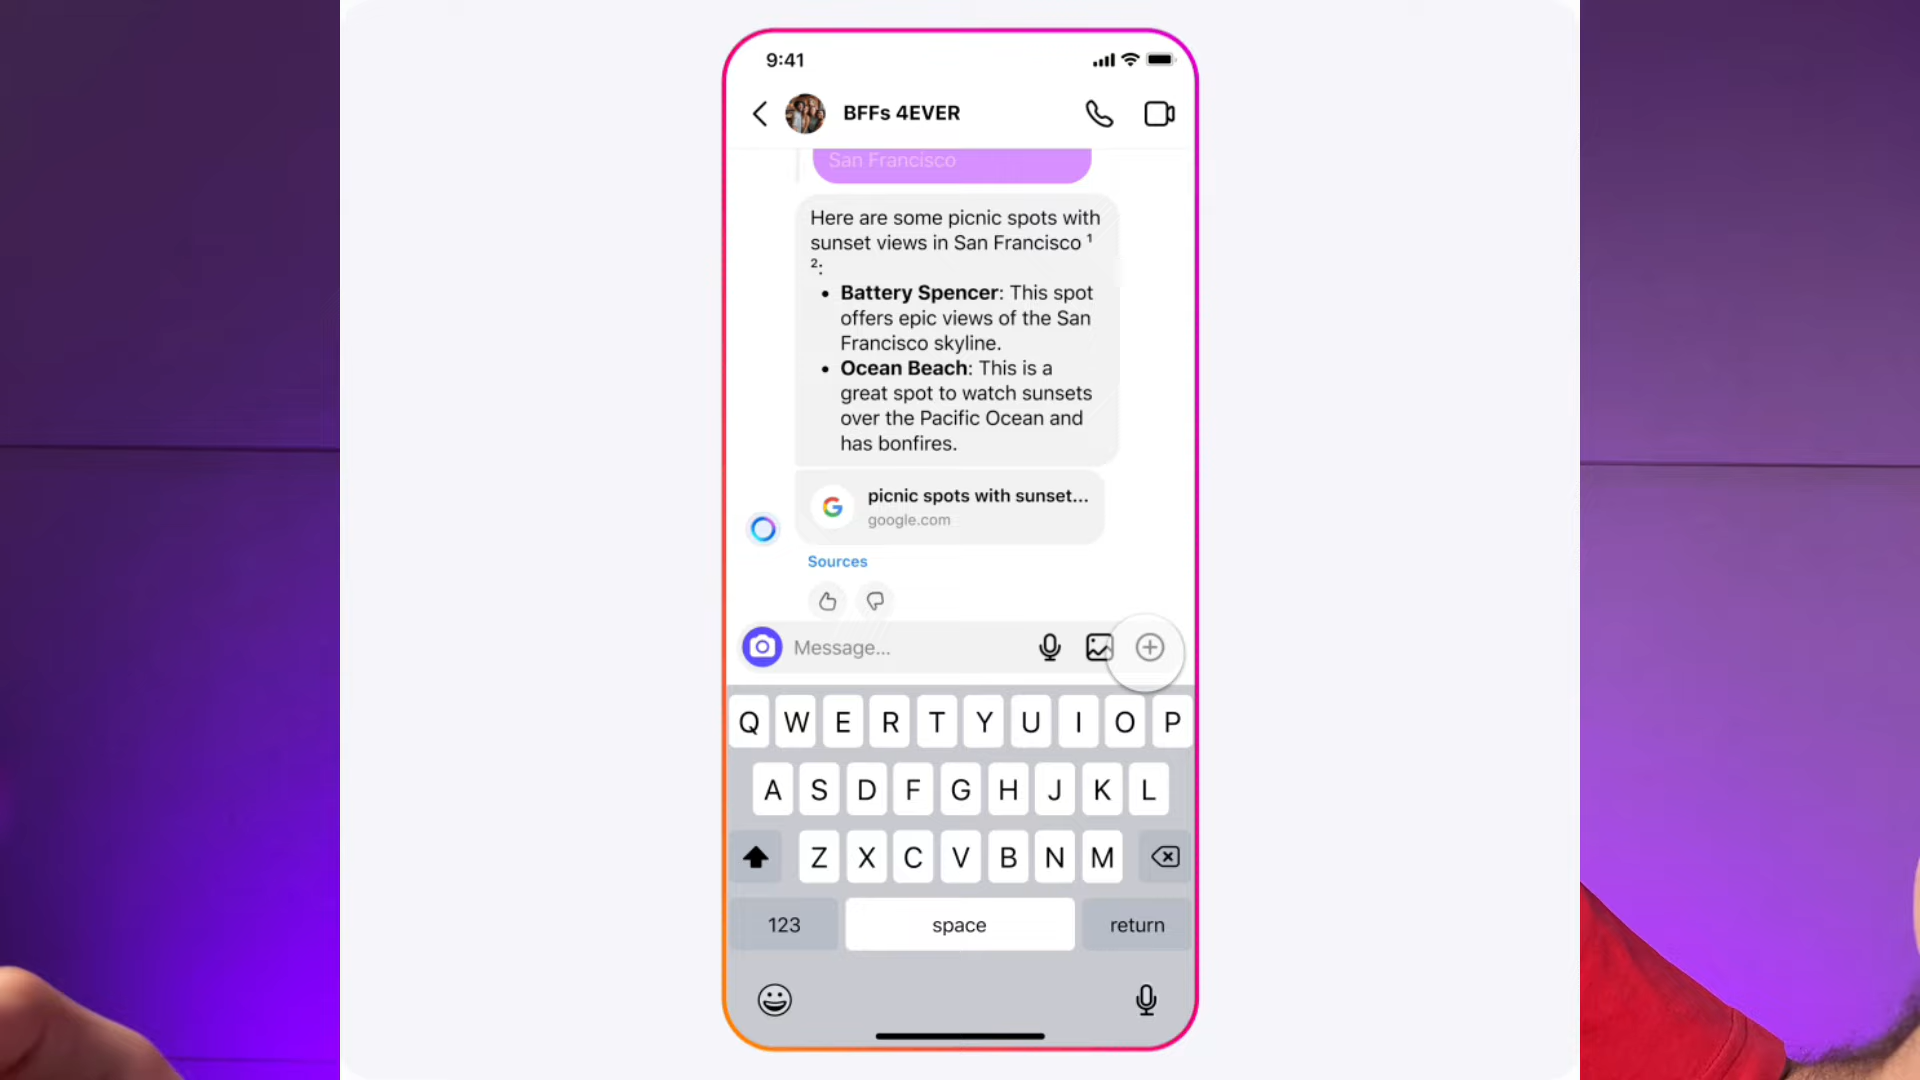 9:41
BFFs 4EVER
San Francisco
Here are some picnic spots with
sunset views in San Francisco ¹
²:
• Battery Spencer: This spot
offers epic views of the San
Francisco skyline.
• Ocean Beach: This is a
great spot to watch sunsets
over the Pacific Ocean and
has bonfires.
picnic spots with sunset...
google.com
Sources
Message...
Q W E R T Y U I O P
A S D F G H J K L
Z X C V B N M
123 space return